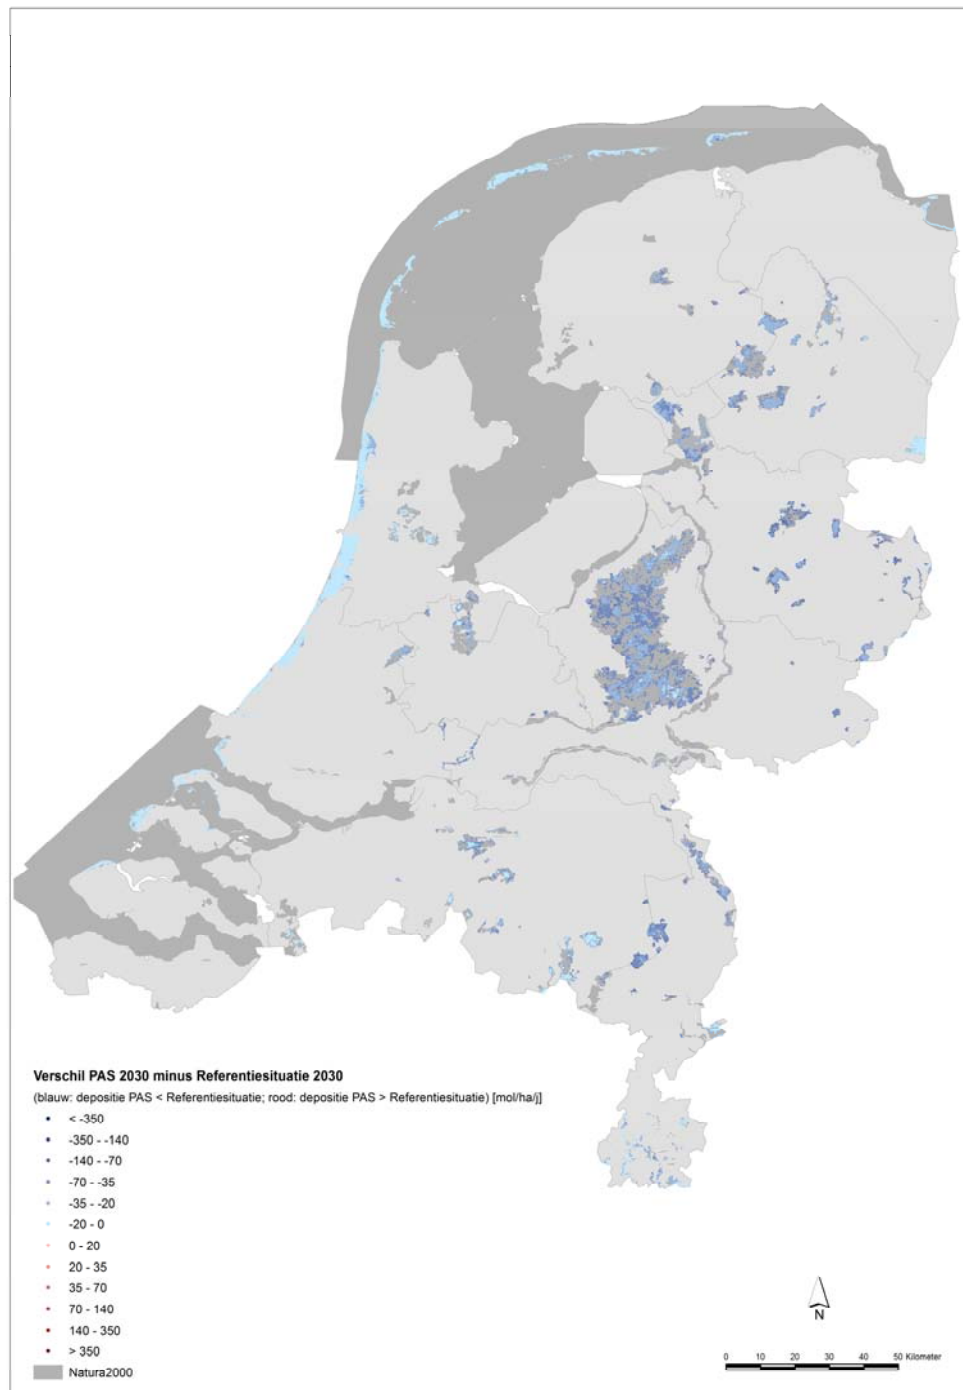 Verschil PAS 2030 minus Referentiesituatie 2030
(blauw: depositie PAS < Referentiesituatie; rood: depositie PAS > Referentiesituatie) [mol/ha/j]
< -350
-350 - -140
-140 - -70
-70 - -35
-35 - -20
-20 - 0
0 - 20
20 - 35
35 - 70
70 - 140
140 - 350
> 350
Natura2000
N
0 10 20 30 40 50 Kilometer